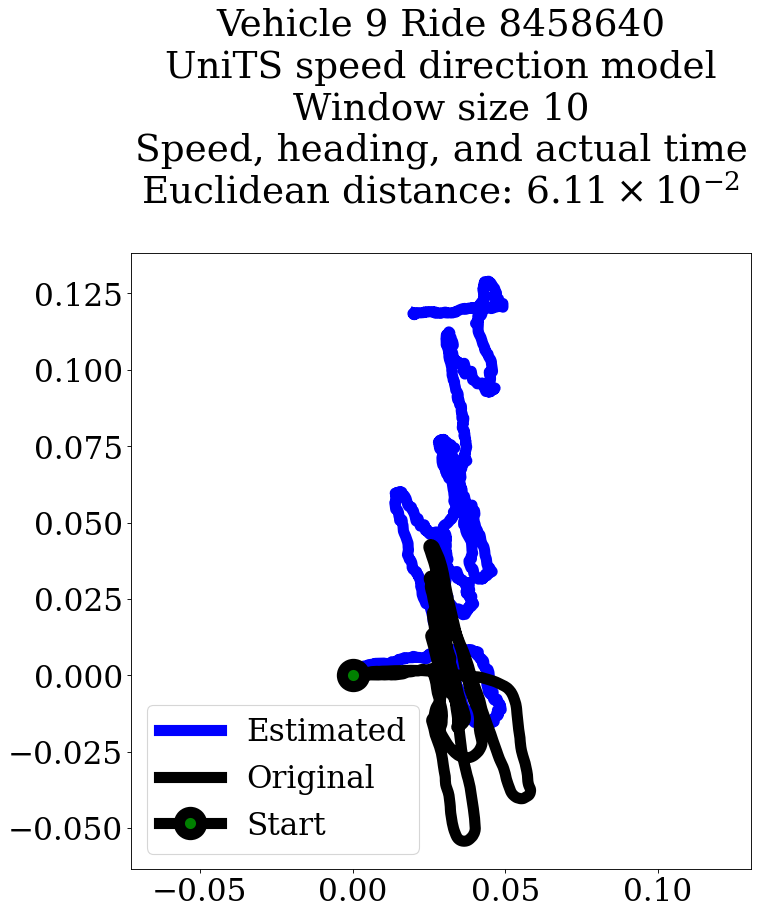 Vehicle 9 Ride 8458640
UniTS speed direction model
Window size 10
Speed, heading, and actual time
Euclidean distance: 6.11 × 10⁻²
0.125
0.100
0.075
0.050
0.025
0.000
−0.025
−0.050
Estimated
Original
Start
−0.05
0.00
0.05
0.10